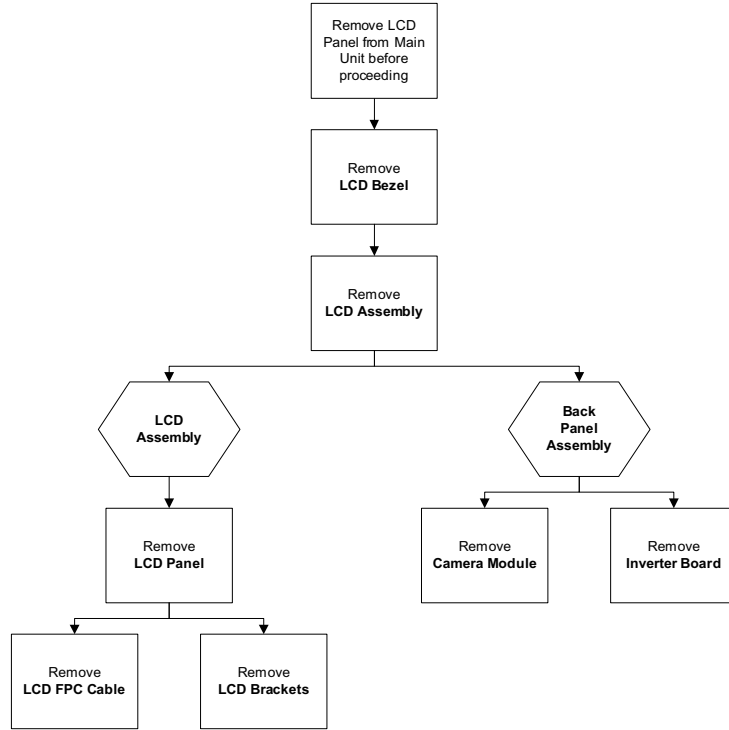 Remove LCD
Panel from Main
Unit before
proceeding
Remove
LCD Bezel
Remove
LCD Assembly
LCD
Assembly
Back
Panel
Assembly
Remove
LCD Panel
Remove
Camera Module
Remove
Inverter Board
Remove
LCD FPC Cable
Remove
LCD Brackets